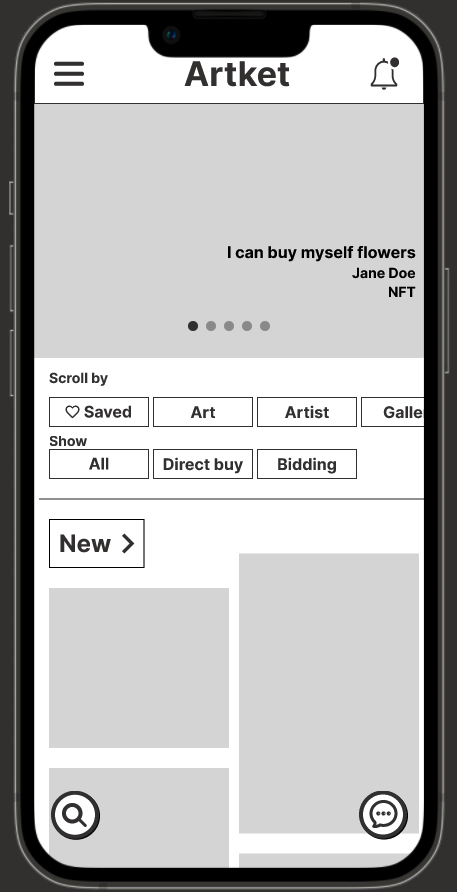 Artket
I can buy myself flowers
Jane Doe
NFT
Scroll by
Saved Art Artist Galle
Show
All Direct buy Bidding
New